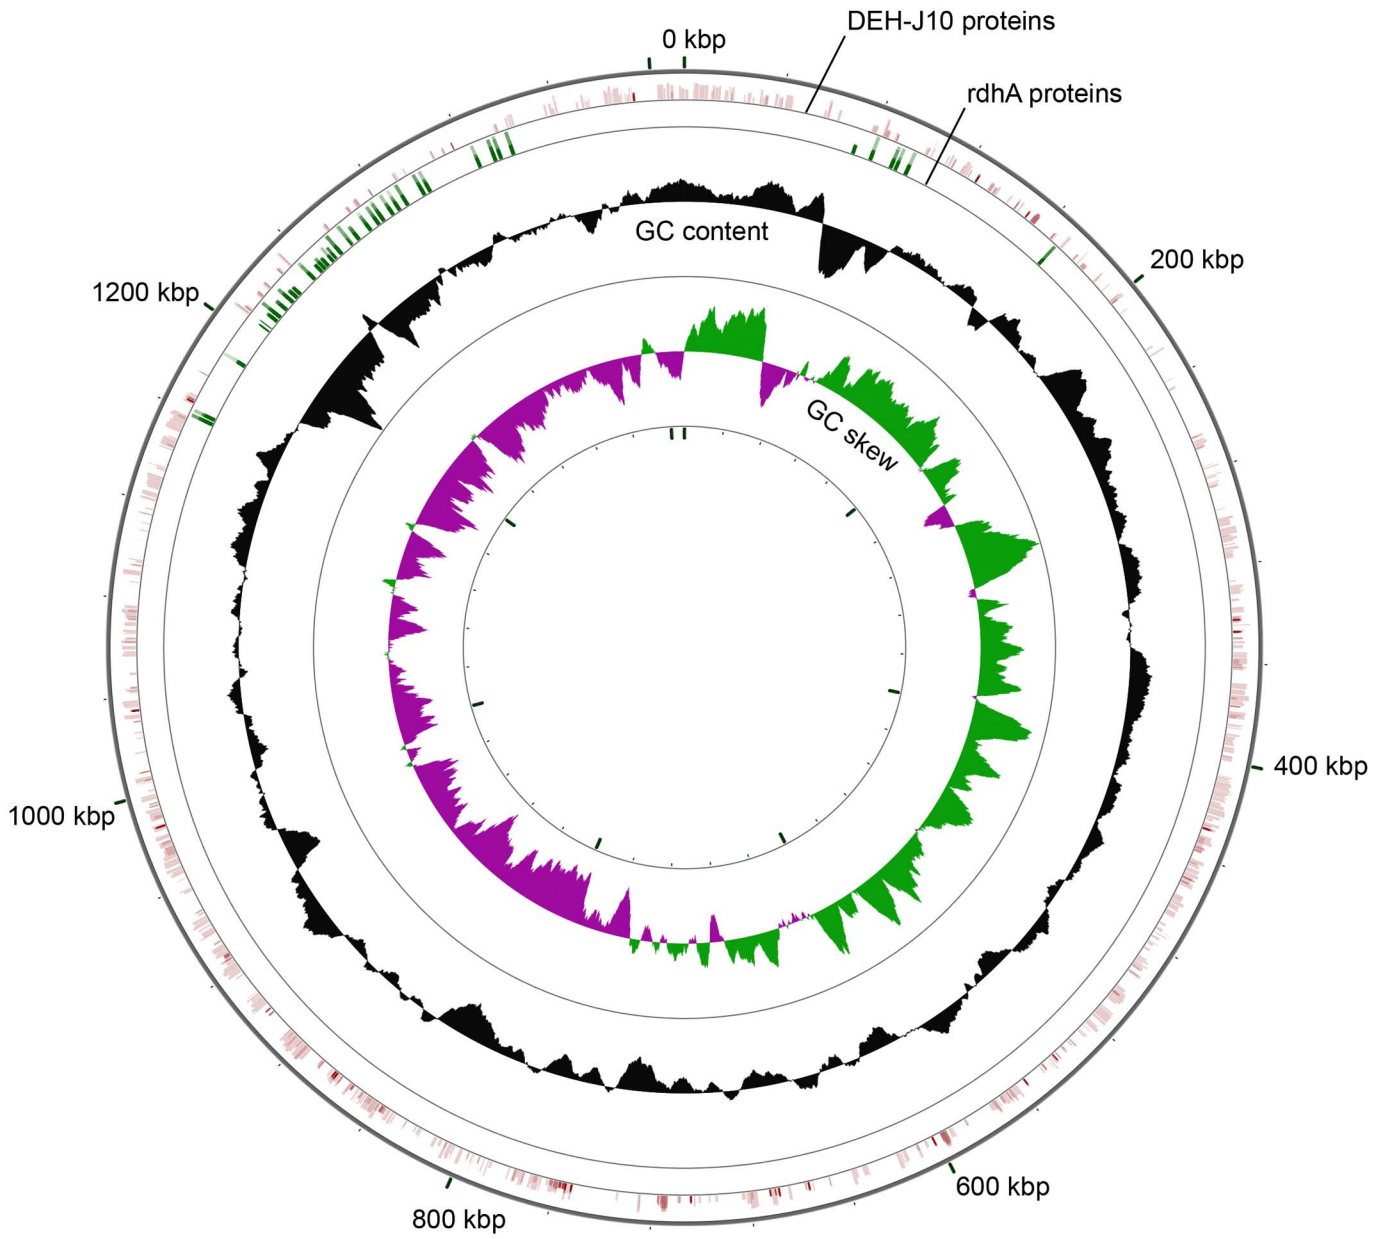 DEH-J10 proteins
0 kbp
rdhA proteins
GC content
200 kbp
1200 kbp
GC skew
400 kbp
1000 kbp
600 kbp
800 kbp